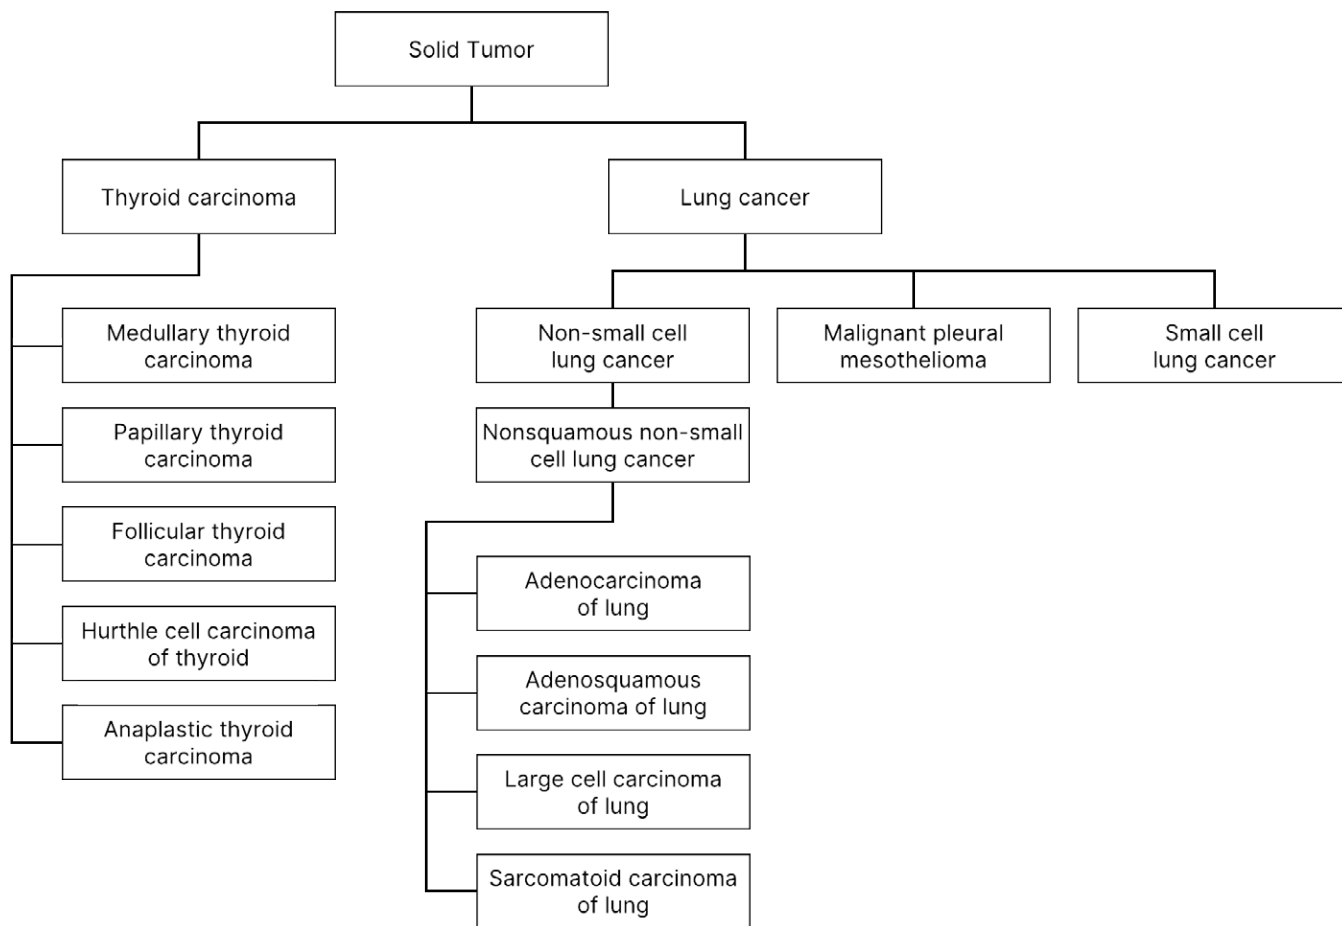 Solid Tumor
Thyroid carcinoma
Lung cancer
Medullary thyroid
carcinoma
Papillary thyroid
carcinoma
Follicular thyroid
carcinoma
Hurthle cell carcinoma
of thyroid
Anaplastic thyroid
carcinoma
Non-small cell
lung cancer
Malignant pleural
mesothelioma
Small cell
lung cancer
Nonsquamous non-small
cell lung cancer
Adenocarcinoma
of lung
Adenosquamous
carcinoma of lung
Large cell carcinoma
of lung
Sarcomatoid carcinoma
of lung